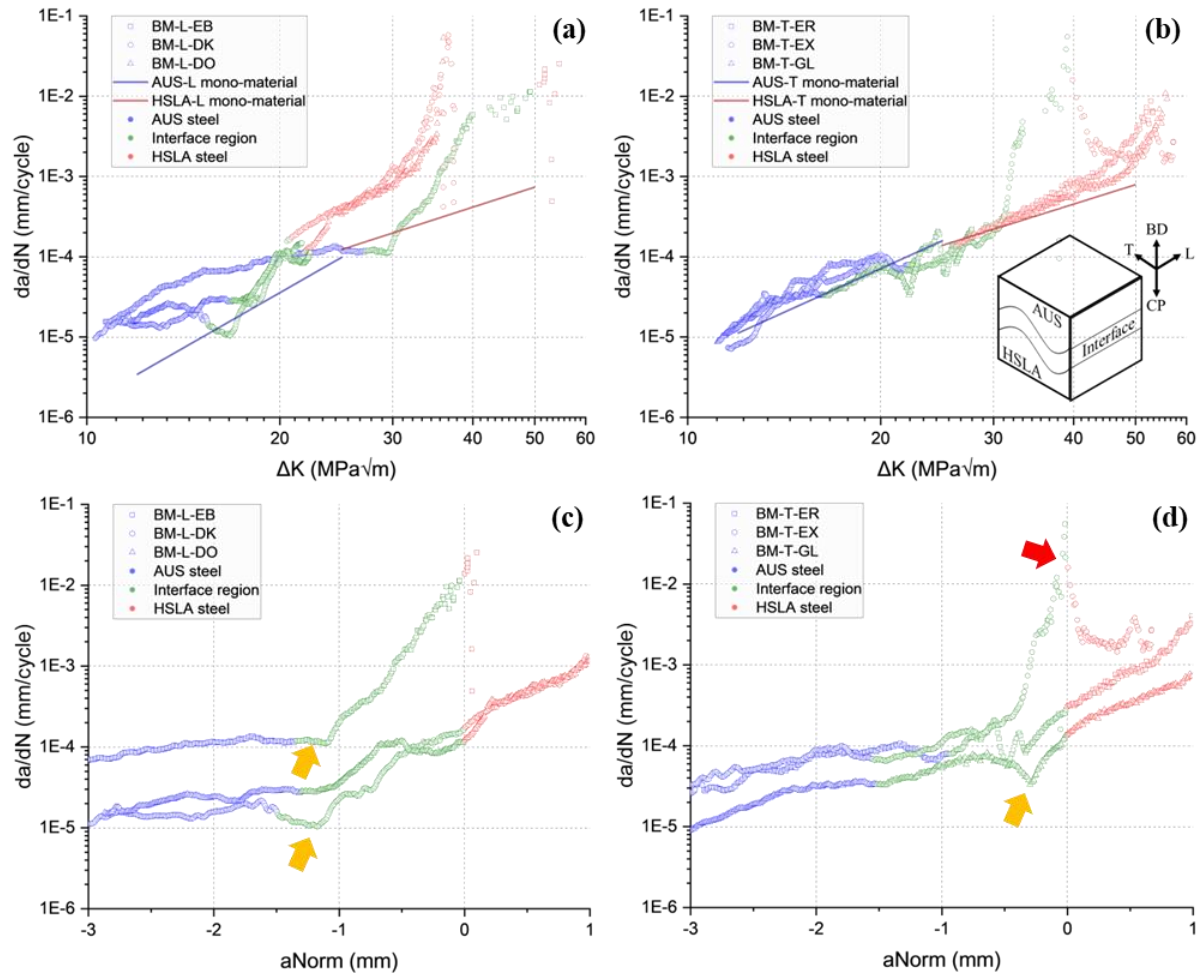 (a)
BM-L-EB
BM-L-DK
BM-L-DO
AUS-L mono-material
HSLA-L mono-material
AUS steel
Interface region
HSLA steel
1E-1
1E-2
1E-3
1E-4
1E-5
1E-6
da/dN (mm/cycle)
10 20 30 40 50 60
ΔK (MPa√m)
(b)
BM-T-ER
BM-T-EX
BM-T-GL
AUS-T mono-material
HSLA-T mono-material
AUS steel
Interface region
HSLA steel
1E-1
1E-2
1E-3
1E-4
1E-5
1E-6
da/dN (mm/cycle)
BD
T L
CP
AUS
Interface
HSLA
10 20 30 40 50 60
ΔK (MPa√m)
(c)
BM-L-EB
BM-L-DK
BM-L-DO
AUS steel
Interface region
HSLA steel
1E-1
1E-2
1E-3
1E-4
1E-5
1E-6
da/dN (mm/cycle)
-3 -2 -1 0 1
aNorm (mm)
(d)
BM-T-ER
BM-T-EX
BM-T-GL
AUS steel
Interface region
HSLA steel
1E-1
1E-2
1E-3
1E-4
1E-5
1E-6
da/dN (mm/cycle)
-3 -2 -1 0 1
aNorm (mm)